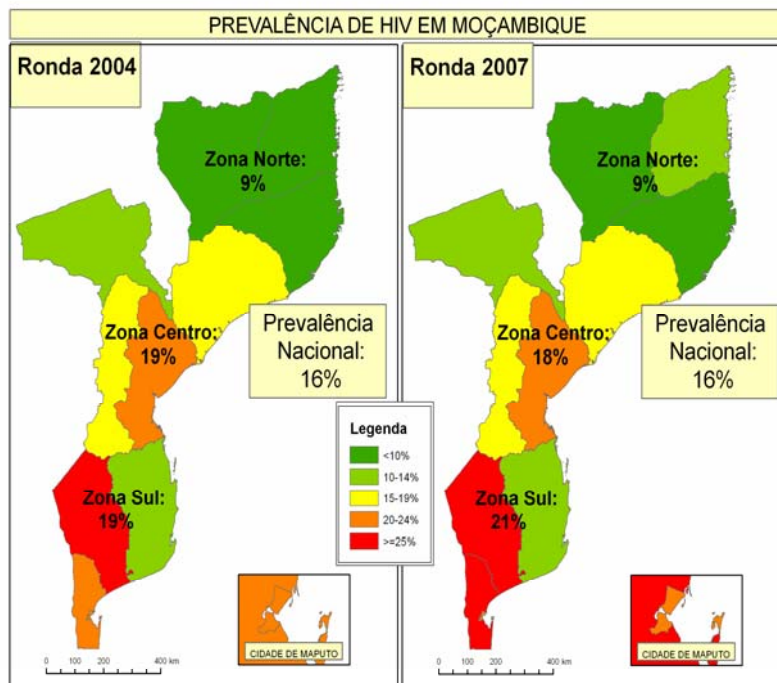 PREVALÊNCIA DE HIV EM MOÇAMBIQUE
Ronda 2004
Zona Norte:
9%
Zona Centro:
19%
Prevalência
Nacional:
16%
Zona Sul:
19%
CIDADE DE MAPUTO
0 100 200 400 km
Legenda
<10%
10-14%
15-19%
20-24%
>=25%
Ronda 2007
Zona Norte:
9%
Zona Centro:
18%
Prevalência
Nacional:
16%
Zona Sul:
21%
CIDADE DE MAPUTO
0 100 200 400 km